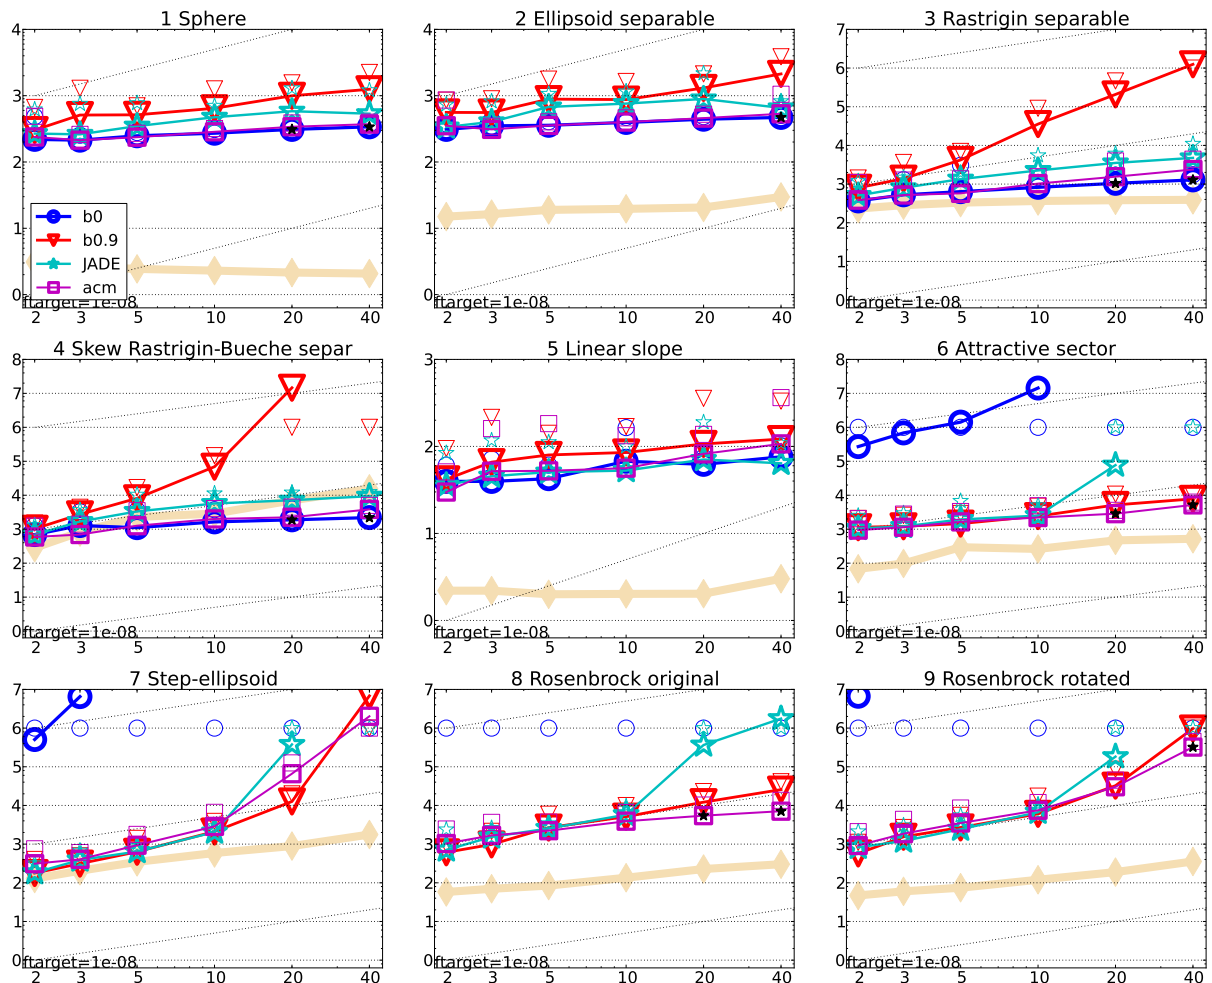 1 Sphere
4
3
2
1
0
b0
b0.9
JADE
acm
ftarget=1e-08
2 3 5 10 20 40
2 Ellipsoid separable
4
3
2
1
0
ftarget=1e-08
2 3 5 10 20 40
3 Rastrigin separable
7
6
5
4
3
2
1
0
ftarget=1e-08
2 3 5 10 20 40
4 Skew Rastrigin-Bueche separ
8
7
6
5
4
3
2
1
0
ftarget=1e-08
2 3 5 10 20 40
5 Linear slope
3
2
1
0
ftarget=1e-08
2 3 5 10 20 40
6 Attractive sector
8
7
6
5
4
3
2
1
0
ftarget=1e-08
2 3 5 10 20 40
7 Step-ellipsoid
7
6
5
4
3
2
1
0
ftarget=1e-08
2 3 5 10 20 40
8 Rosenbrock original
7
6
5
4
3
2
1
0
ftarget=1e-08
2 3 5 10 20 40
9 Rosenbrock rotated
7
6
5
4
3
2
1
0
ftarget=1e-08
2 3 5 10 20 40